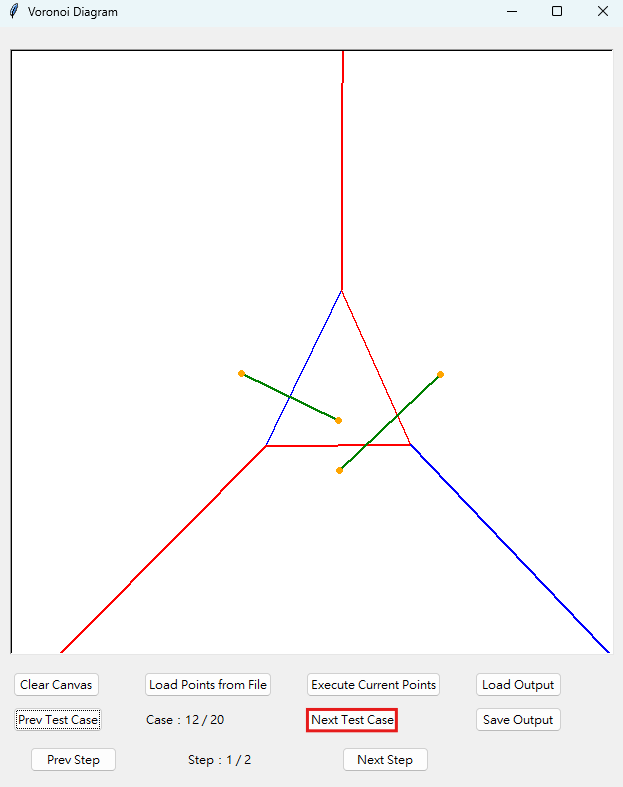 Voronoi Diagram
Clear Canvas Load Points from File Execute Current Points Load Output
Prev Test Case Case：12 / 20 Next Test Case Save Output
Prev Step Step：1 / 2 Next Step